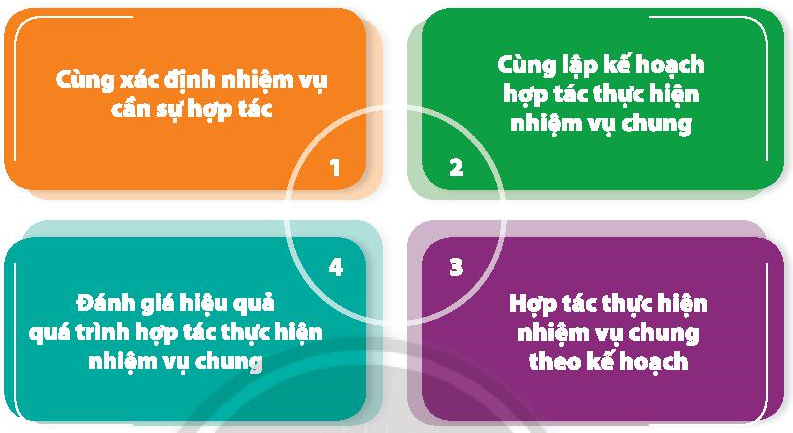 Cùng xác định nhiệm vụ
cần sự hợp tác
1
Cùng lập kế hoạch
hợp tác thực hiện
nhiệm vụ chung
2
Hợp tác thực hiện
nhiệm vụ chung
theo kế hoạch
3
Đánh giá hiệu quả
quá trình hợp tác thực hiện
nhiệm vụ chung
4